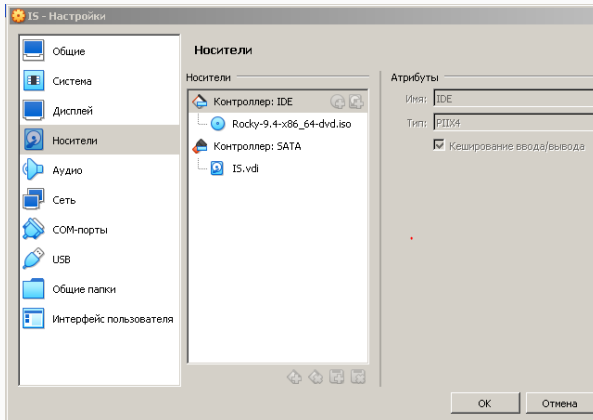 IS - Настройки
Общие
Система
Дисплей
Носители
Аудио
Сеть
COM-порты
USB
Общие папки
Интерфейс пользователя
Носители
Носители
Контроллер: IDE
Rocky-9.4-x86_64-dvd.iso
Контроллер: SATA
IS.vdi
Атрибуты
Имя: IDE
Тип: PIIX4
Кеширование ввода/вывода
OK
Отмена